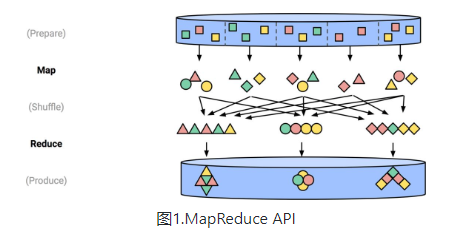 (Prepare)
Map
(Shuffle)
Reduce
(Produce)
图1.MapReduce API